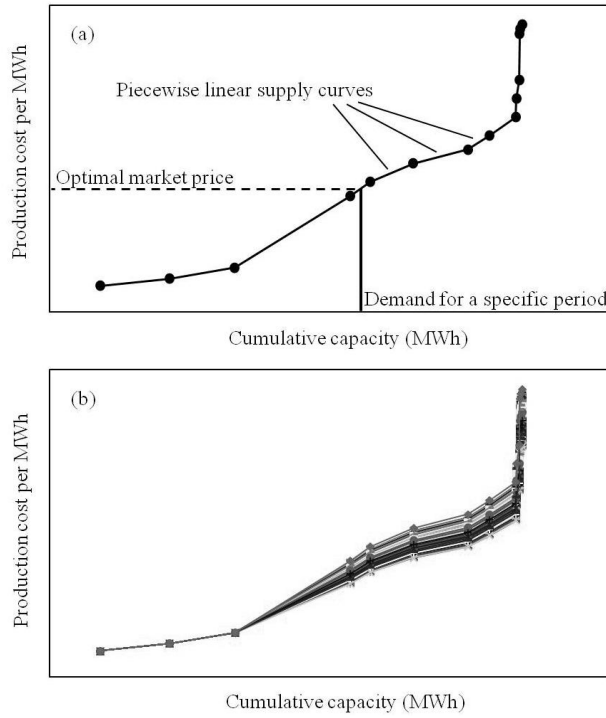 (a)
Production cost per MWh
Piecewise linear supply curves
Optimal market price
Demand for a specific period
Cumulative capacity (MWh)
(b)
Production cost per MWh
Cumulative capacity (MWh)